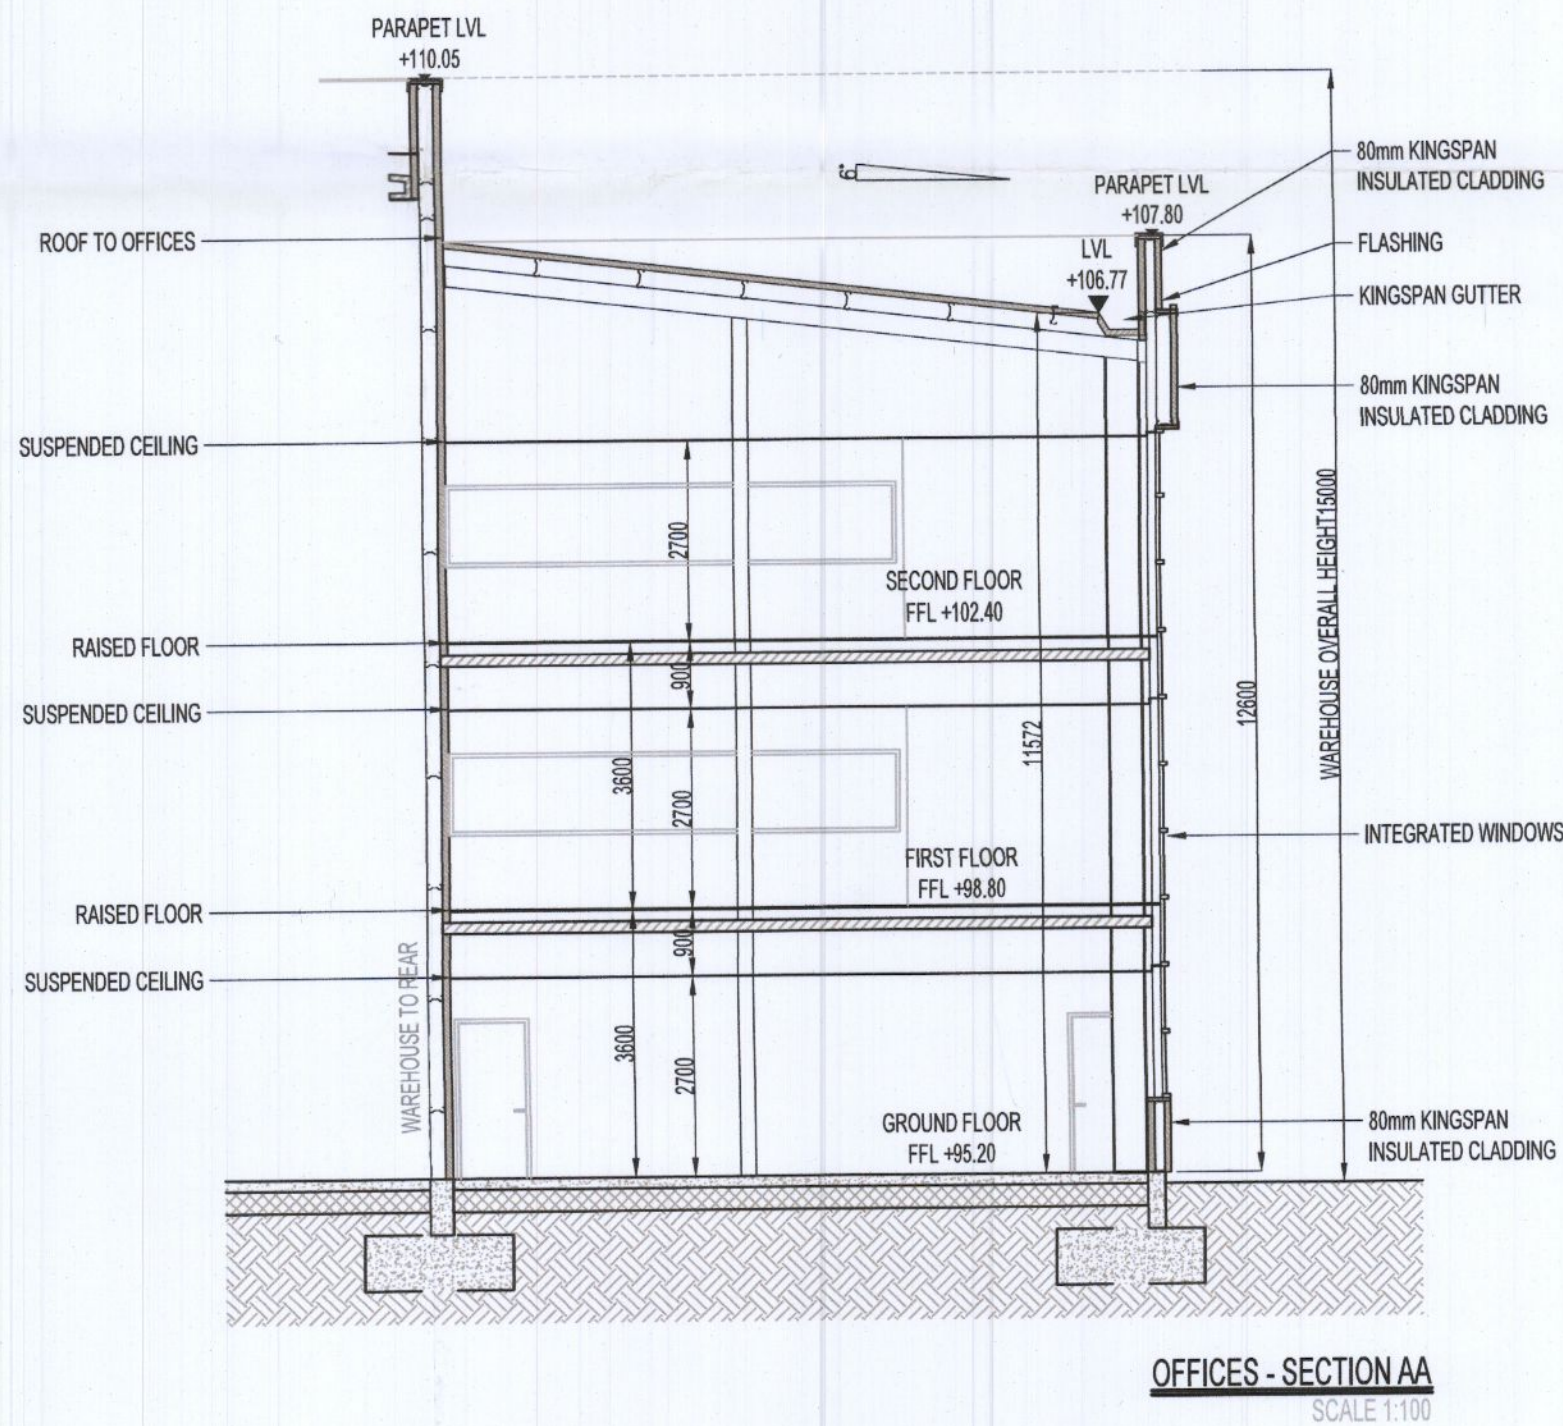 PARAPET LVL
+110.05
80mm KINGSPAN
INSULATED CLADDING
6°
PARAPET LVL
+107.80
ROOF TO OFFICES
LVL
+106.77
FLASHING
KINGSPAN GUTTER
80mm KINGSPAN
INSULATED CLADDING
SUSPENDED CEILING
2700
WAREHOUSE OVERALL HEIGHT15000
SECOND FLOOR
FFL +102.40
RAISED FLOOR
900
SUSPENDED CEILING
12600
11572
3600
2700
INTEGRATED WINDOWS
FIRST FLOOR
FFL +98.80
RAISED FLOOR
900
WAREHOUSE TO REAR
SUSPENDED CEILING
3600
2700
GROUND FLOOR
FFL +95.20
80mm KINGSPAN
INSULATED CLADDING
OFFICES - SECTION AA
SCALE 1:100